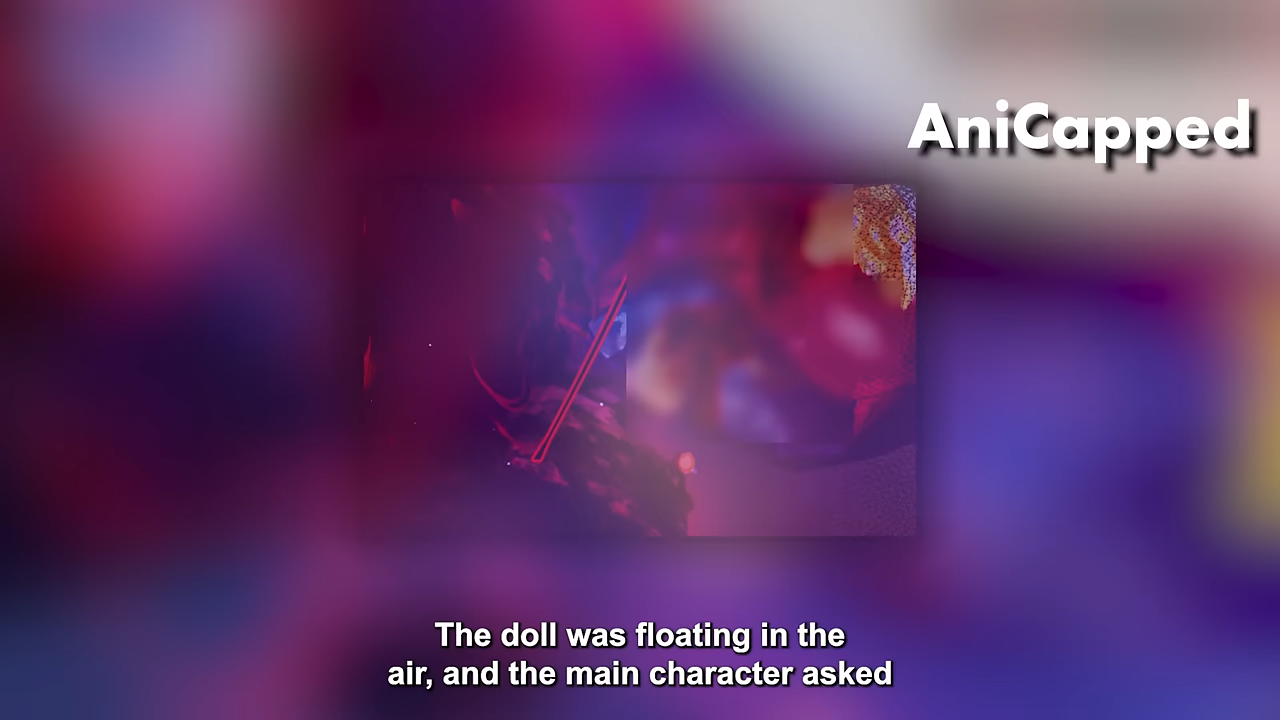 AniCapped
The doll was floating in the
air, and the main character asked